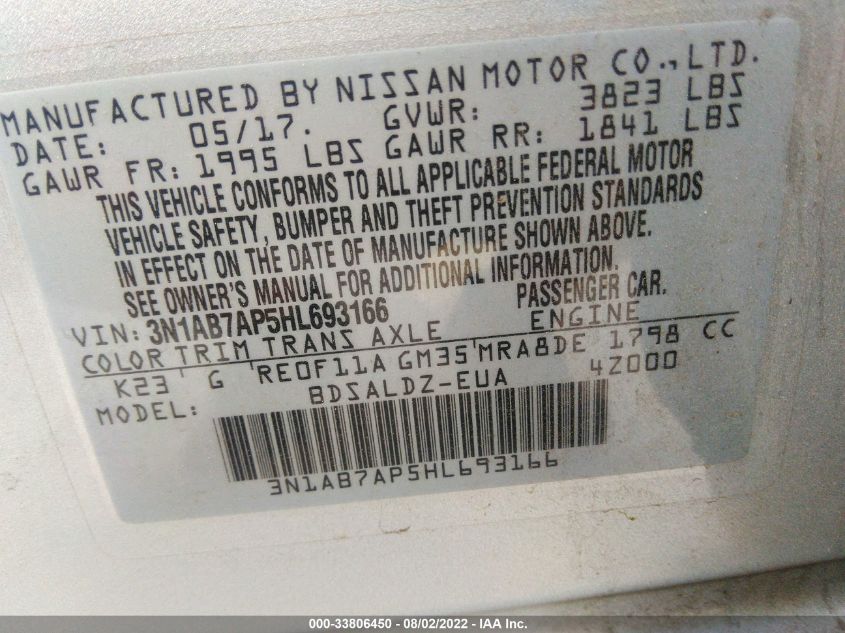 MANUFACTURED BY NISSAN MOTOR CO., LTD.
DATE: 05/17. GVWR: 3823 LBS
GAWR FR: 1995 LBS GAWR RR: 1841 LBS
THIS VEHICLE CONFORMS TO ALL APPLICABLE FEDERAL MOTOR
VEHICLE SAFETY, BUMPER AND THEFT PREVENTION STANDARDS
IN EFFECT ON THE DATE OF MANUFACTURE SHOWN ABOVE.
SEE OWNER'S MANUAL FOR ADDITIONAL INFORMATION.
VIN: 3N1AB7AP5HL693166 PASSENGER CAR.
COLOR TRIM TRANS AXLE ENGINE
K23 G RE0F11A GM35 MRA8DE 1798 CC
MODEL: BDSALDZ-EUA 4Z000
3N1AB7AP5HL693166
000-33806450 - 08/02/2022 - IAA Inc.